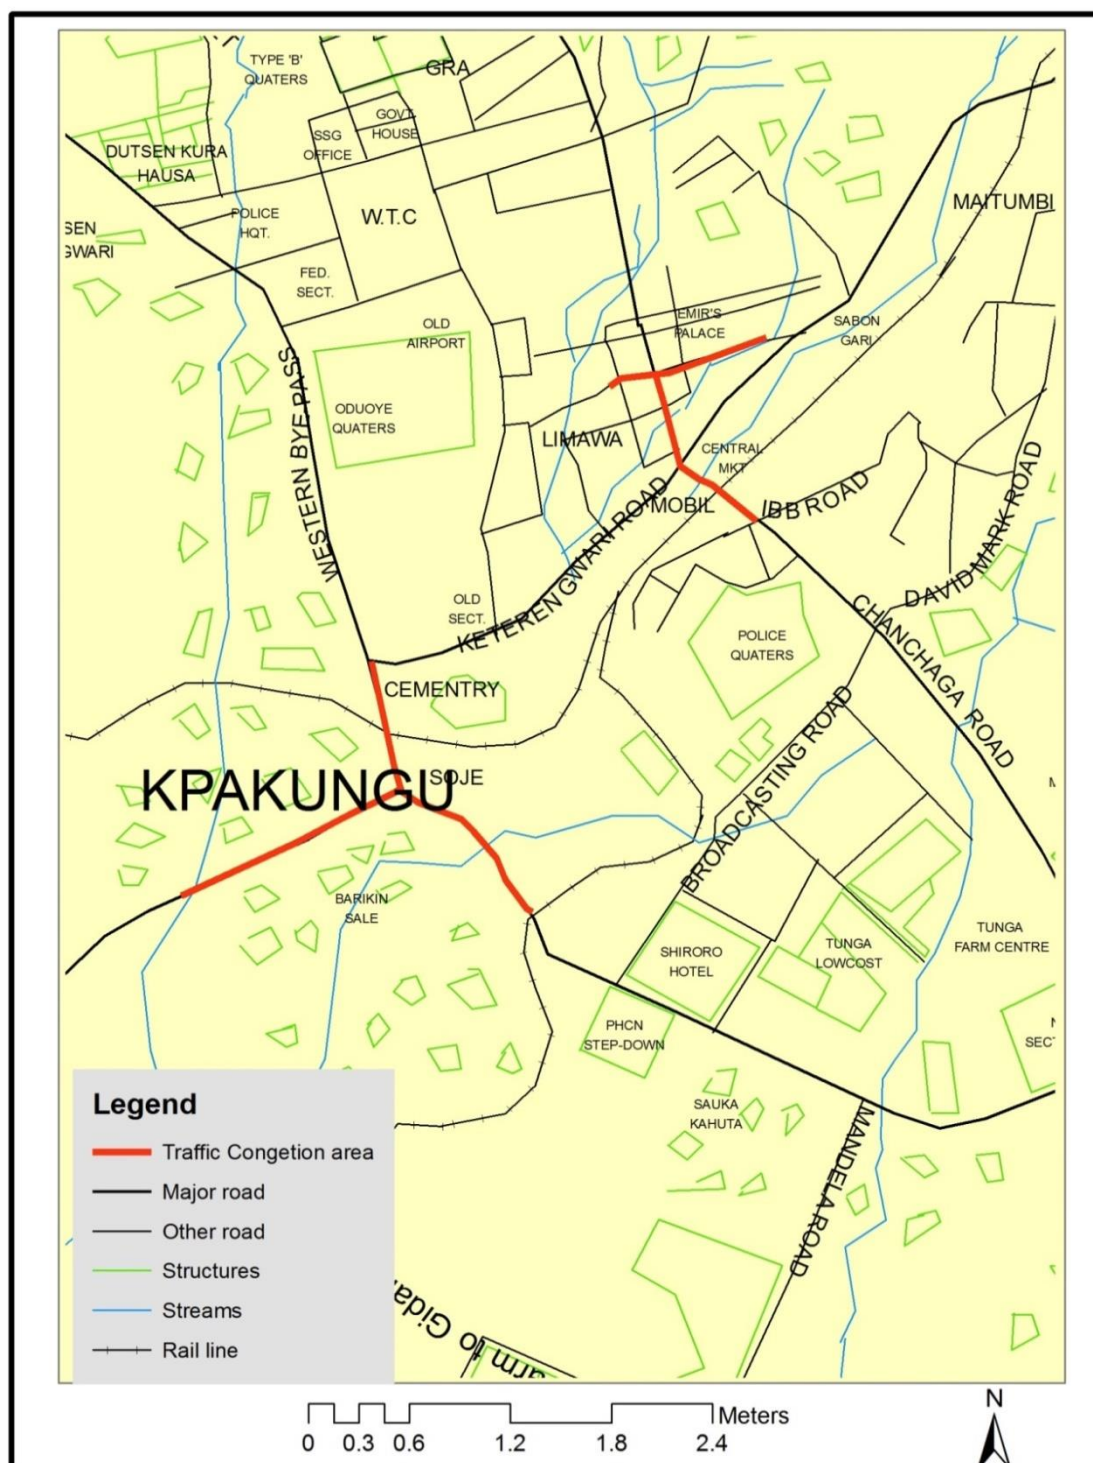 TYPE 'B'
QUATERS
GRA
GOVT.
HOUSE
SSG
OFFICE
DUTSEN KURA
HAUSA
POLICE
HQT.
W.T.C
MAITUMBI
SEN
GWARI
FED.
SECT.
OLD
AIRPORT
EMIR'S
PALACE
SABON
GARI
ODUOYE
QUATERS
WESTERN BYE-PASS
LIMAWA
CENTRAL
MKT
MOBIL
IBB ROAD
DAVID MARK ROAD
KETEREN GWARI ROAD
OLD
SECT.
POLICE
QUATERS
CHANCHAGA ROAD
CEMENTRY
SOJE
KPAKUNGU
BROADCASTING ROAD
BARIKIN
SALE
SHIRORO
HOTEL
TUNGA
LOWCOST
TUNGA
FARM CENTRE
PHCN
STEP-DOWN
SEC
SAUKA
KAHUTA
MANDELA ROAD
arm to Gida
Legend
Traffic Congetion area
Major road
Other road
Structures
Streams
Rail line
Meters
0 0.3 0.6 1.2 1.8 2.4
N